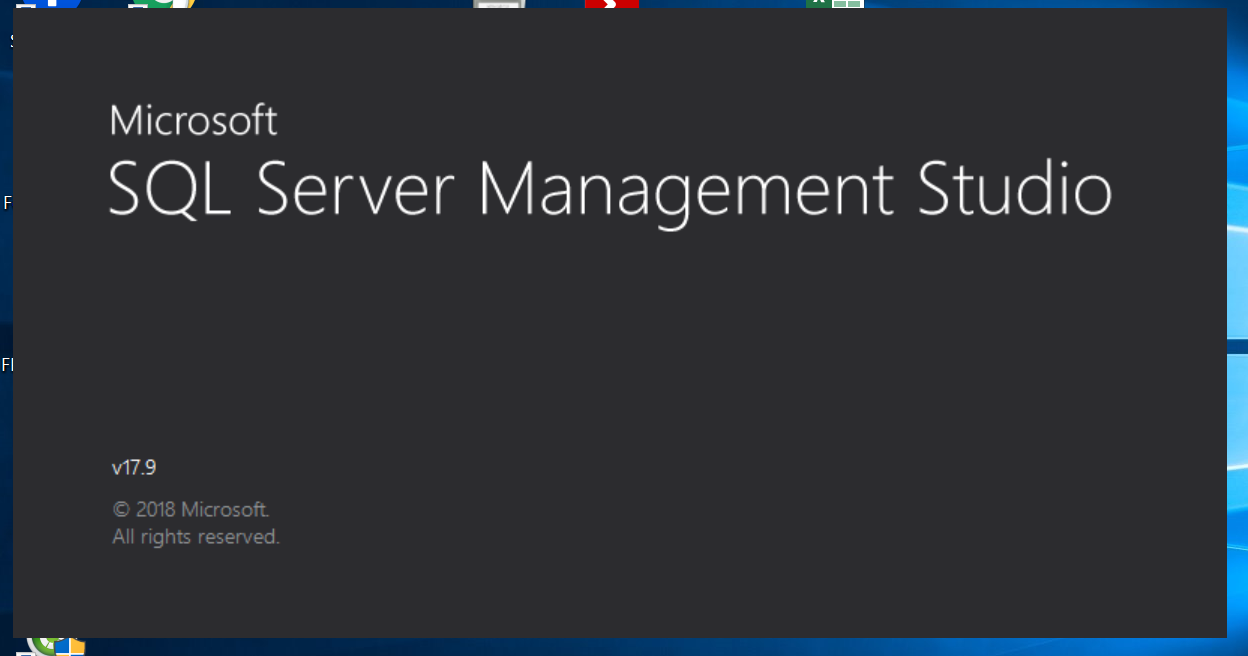 Microsoft
SQL Server Management Studio
v17.9
© 2018 Microsoft.
All rights reserved.